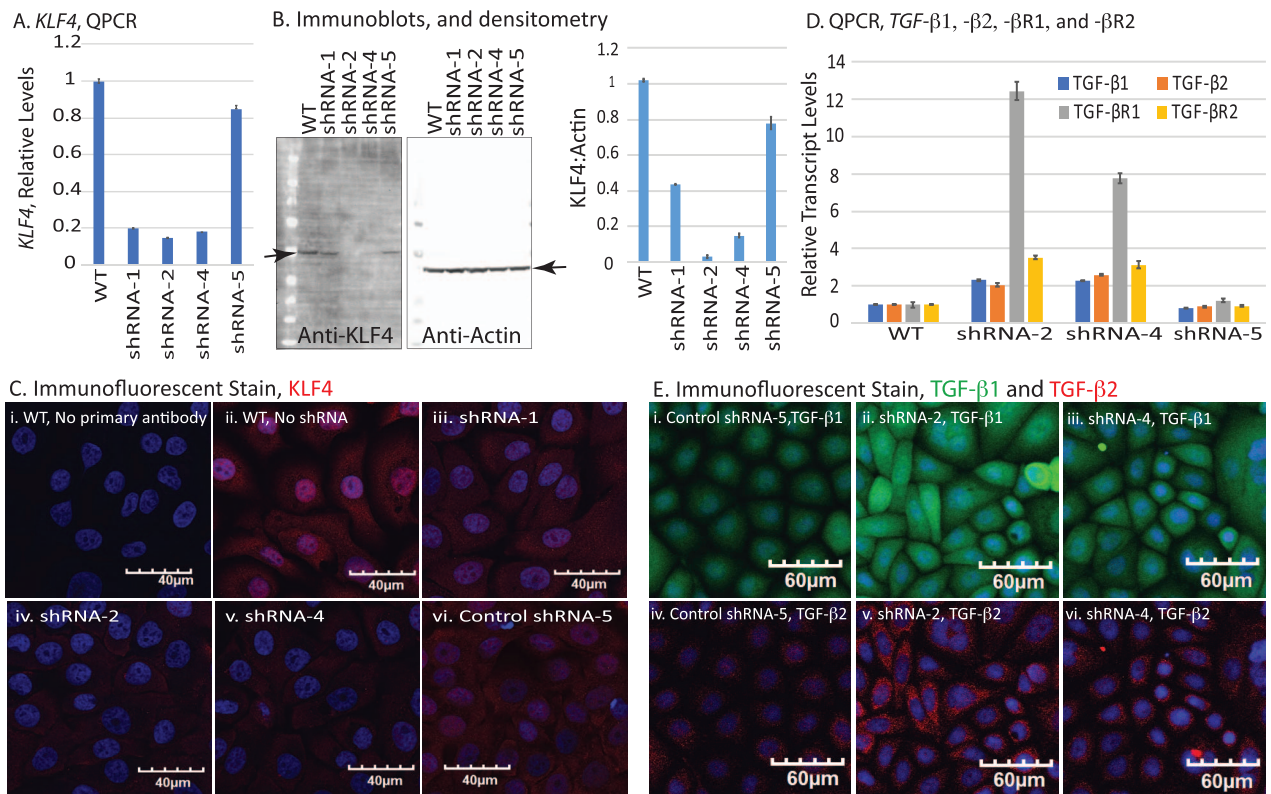 A. KLF4, QPCR
KLF4, Relative Levels
1.2
1
0.8
0.6
0.4
0.2
0
WT
shRNA-1
shRNA-2
shRNA-4
shRNA-5
B. Immunoblots, and densitometry
WT
shRNA-1
shRNA-2
shRNA-4
shRNA-5
Anti-KLF4
WT
shRNA-1
shRNA-2
shRNA-4
shRNA-5
Anti-Actin
KLF4:Actin
1.2
1
0.8
0.6
0.4
0.2
0
WT
shRNA-1
shRNA-2
shRNA-4
shRNA-5
D. QPCR, TGF-β1, -β2, -βR1, and -βR2
Relative Transcript Levels
14
12
10
8
6
4
2
0
TGF-β1
TGF-β2
TGF-βR1
TGF-βR2
WT
shRNA-2
shRNA-4
shRNA-5
C. Immunofluorescent Stain, KLF4
i. WT, No primary antibody
40μm
ii. WT, No shRNA
40μm
iii. shRNA-1
40μm
iv. shRNA-2
40μm
v. shRNA-4
40μm
vi. Control shRNA-5
40μm
E. Immunofluorescent Stain, TGF-β1 and TGF-β2
i. Control shRNA-5,TGF-β1
60μm
ii. shRNA-2, TGF-β1
60μm
iii. shRNA-4, TGF-β1
60μm
iv. Control shRNA-5, TGF-β2
60μm
v. shRNA-2, TGF-β2
60μm
vi. shRNA-4, TGF-β2
60μm